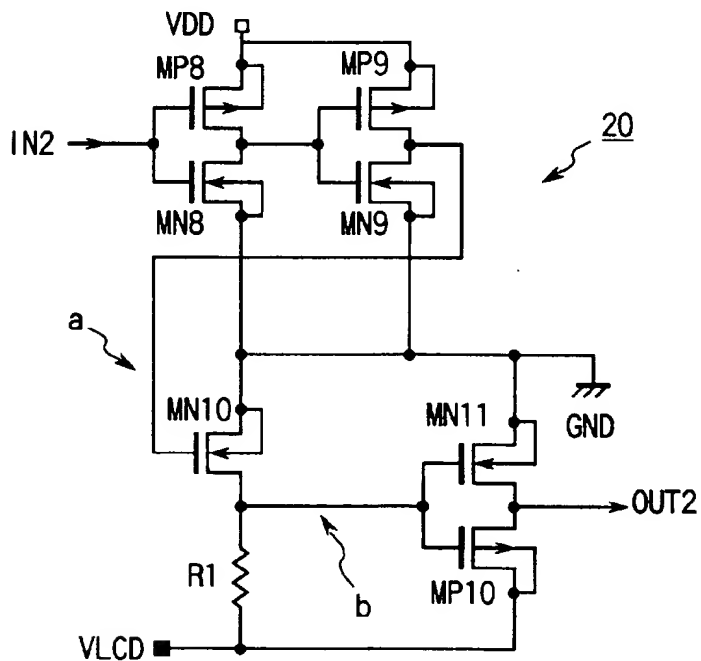 VDD
MP8
MP9
IN2
20
MN8
MN9
a
MN10
MN11
GND
OUT2
R1
MP10
b
VLCD